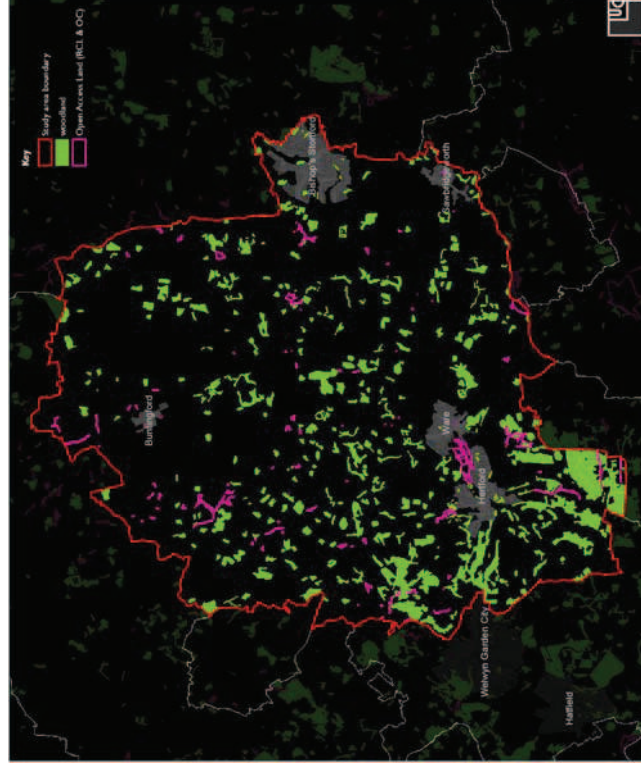 Key
Study area boundary
woodland
Open Access Land (RCL & OC)
Bishop's Stortford
Sawbridgeworth
Buntingford
Ware
Hertford
Welwyn Garden City
Hatfield